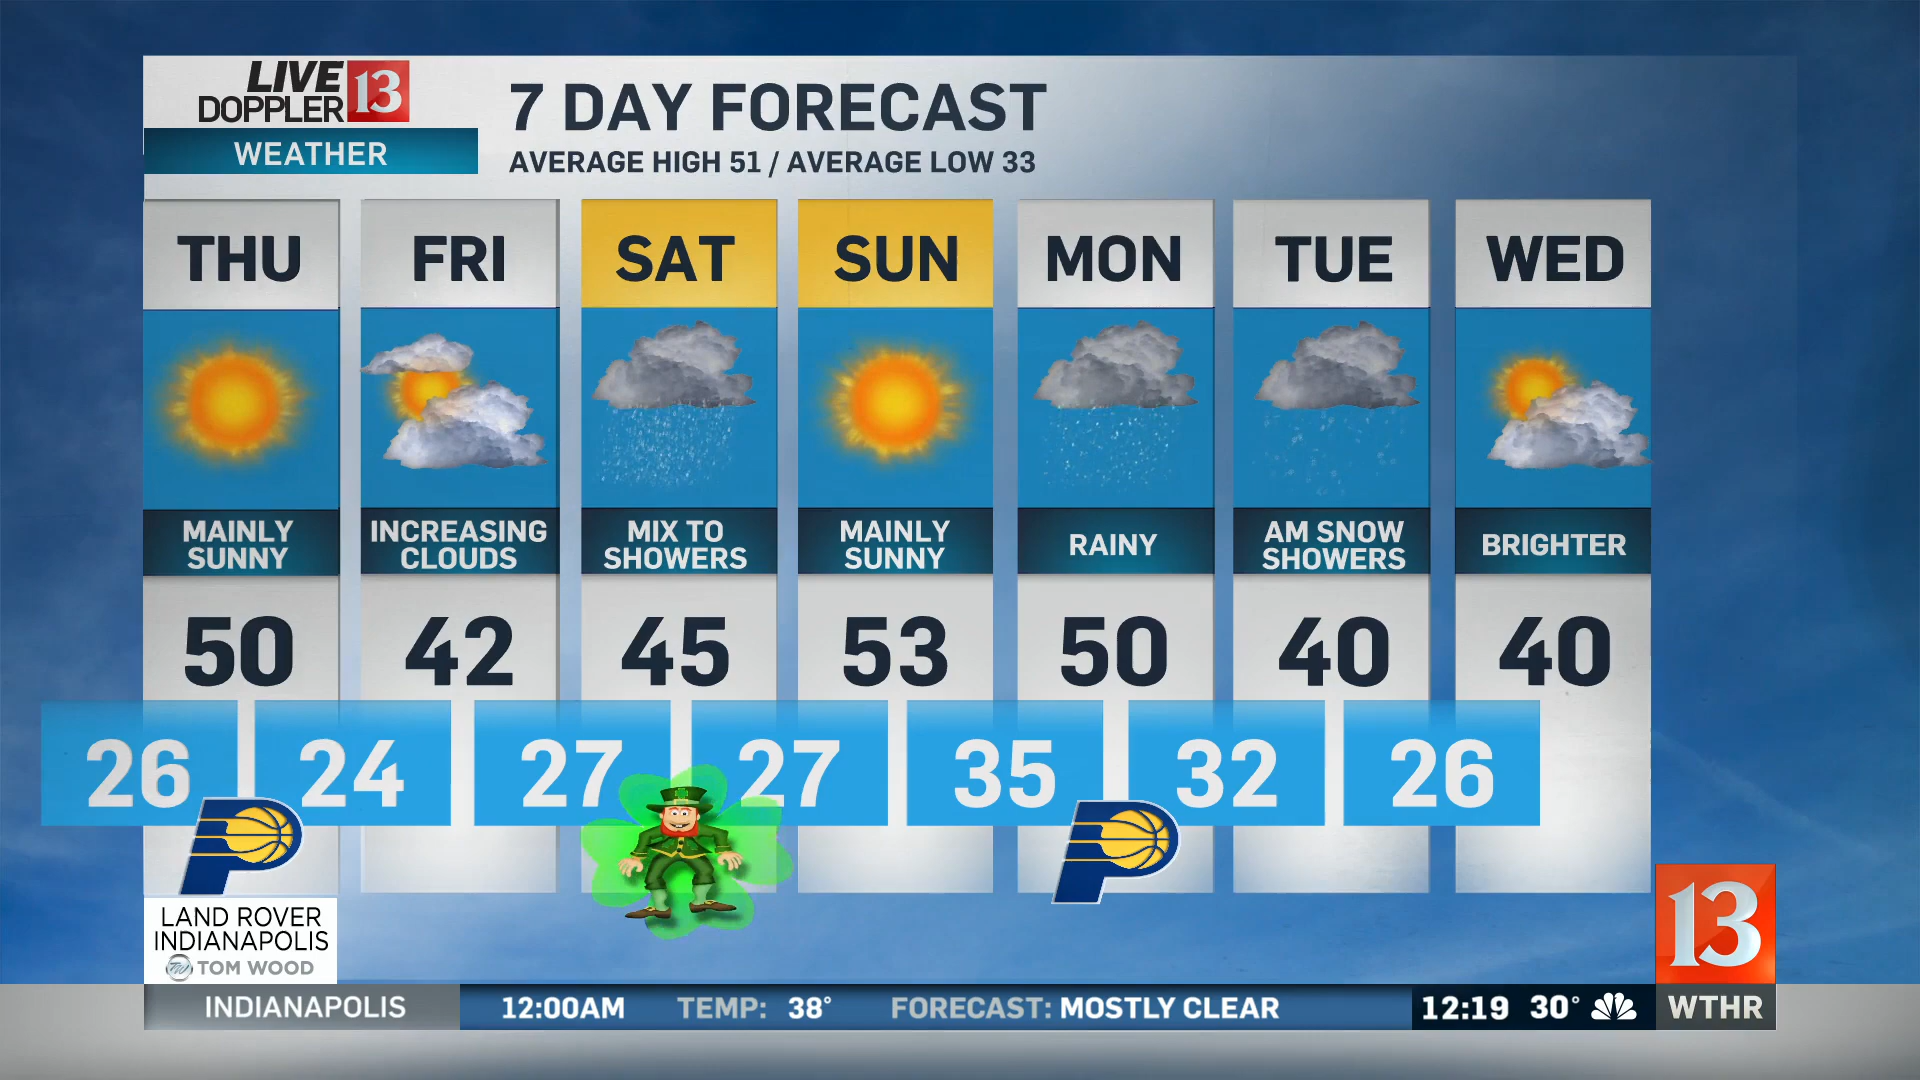 LIVE
DOPPLER 13
WEATHER
7 DAY FORECAST
AVERAGE HIGH 51 / AVERAGE LOW 33
THU FRI SAT SUN MON TUE WED
MAINLY SUNNY
INCREASING CLOUDS
MIX TO SHOWERS
MAINLY SUNNY
RAINY
AM SNOW SHOWERS
BRIGHTER
50 42 45 53 50 40 40
26 24 27 27 35 32 26
LAND ROVER
INDIANAPOLIS
TW TOM WOOD
13
INDIANAPOLIS 12:00AM TEMP: 38° FORECAST: MOSTLY CLEAR 12:19 30° WTHR